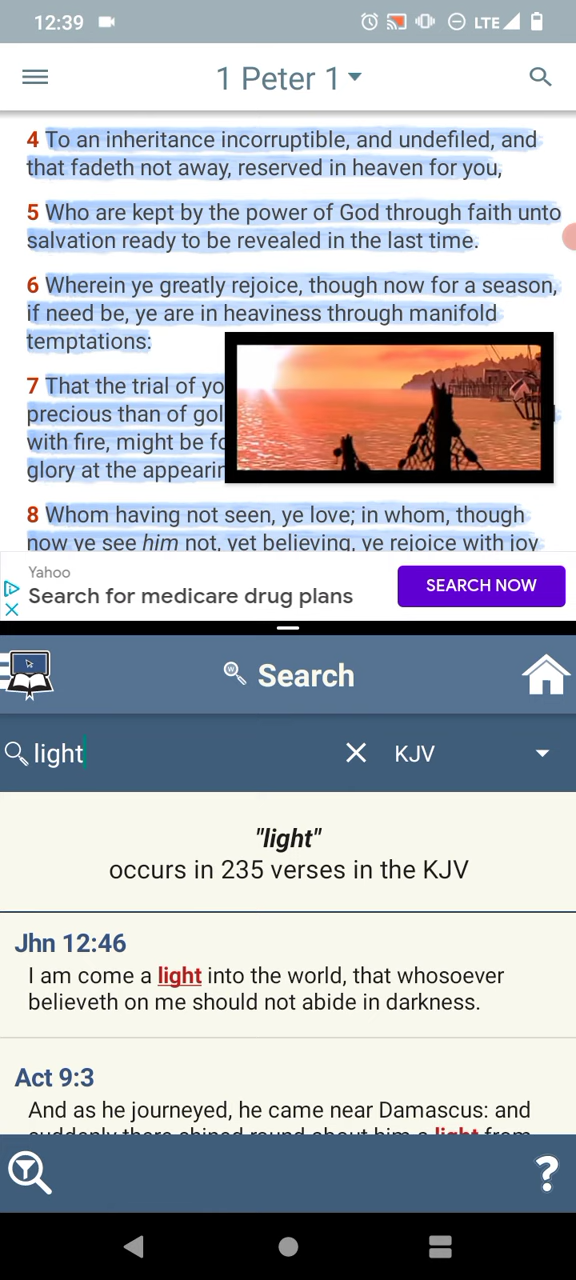 12:39
LTE
1 Peter 1
4 To an inheritance incorruptible, and undefiled, and
that fadeth not away, reserved in heaven for you,
5 Who are kept by the power of God through faith unto
salvation ready to be revealed in the last time.
6 Wherein ye greatly rejoice, though now for a season,
if need be, ye are in heaviness through manifold
temptations:
7 That the trial of yo
precious than of gol
with fire, might be fo
glory at the appearin
8 Whom having not seen, ye love; in whom, though
now ye see him not, yet believing, ye rejoice with joy
Yahoo
Search for medicare drug plans
SEARCH NOW
Search
light
KJV
"light"
occurs in 235 verses in the KJV
Jhn 12:46
I am come a light into the world, that whosoever
believeth on me should not abide in darkness.
Act 9:3
And as he journeyed, he came near Damascus: and
suddenly there shined round about him a light from
?